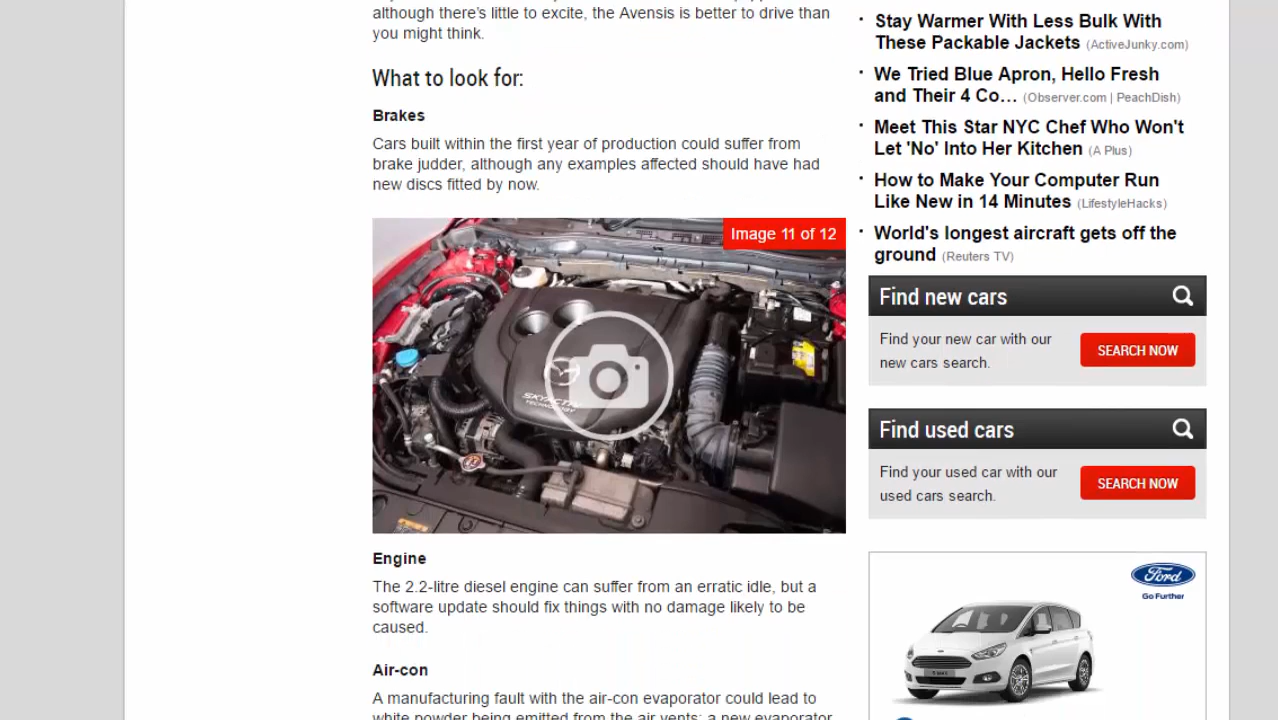 although there's little to excite, the Avensis is better to drive than
you might think.
What to look for:
Brakes
Cars built within the first year of production could suffer from
brake judder, although any examples affected should have had
new discs fitted by now.
Image 11 of 12
SKYACTIV
TECHNOLOGY
Engine
The 2.2-litre diesel engine can suffer from an erratic idle, but a
software update should fix things with no damage likely to be
caused.
Air-con
A manufacturing fault with the air-con evaporator could lead to
white powder being emitted from the air vents; a new evaporator
Stay Warmer With Less Bulk With
These Packable Jackets (ActiveJunky.com)
We Tried Blue Apron, Hello Fresh
and Their 4 Co… (Observer.com | PeachDish)
Meet This Star NYC Chef Who Won't
Let 'No' Into Her Kitchen (A Plus)
How to Make Your Computer Run
Like New in 14 Minutes (LifestyleHacks)
World's longest aircraft gets off the
ground (Reuters TV)
Find new cars
Find your new car with our
new cars search.
SEARCH NOW
Find used cars
Find your used car with our
used cars search.
SEARCH NOW
Ford
Go Further